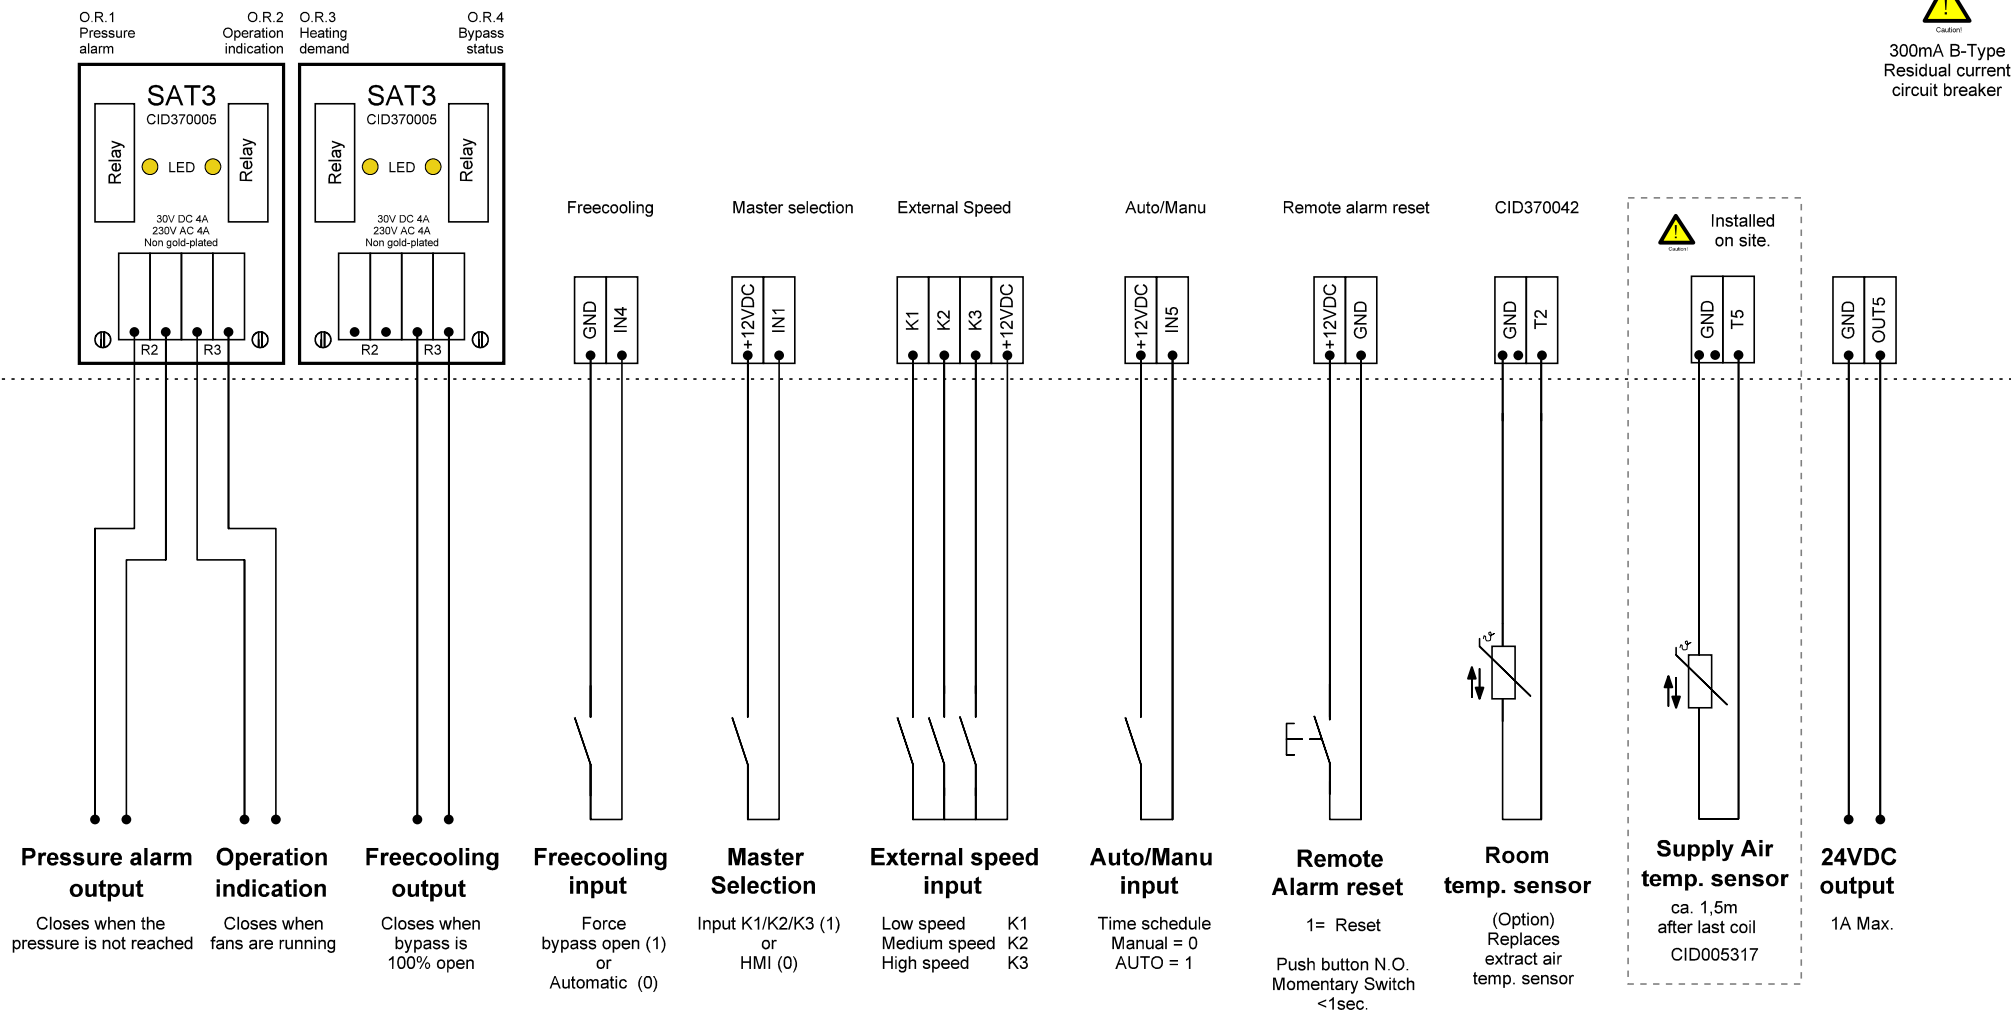 O.R.1
Pressure
alarm
O.R.2
Operation
indication
O.R.3
Heating
demand
O.R.4
Bypass
status
SAT3
CID370005
Relay
LED
Relay
30V DC 4A
230V AC 4A
Non gold-plated
R2
R3
SAT3
CID370005
Relay
LED
Relay
30V DC 4A
230V AC 4A
Non gold-plated
R2
R3
!
Caution!
300mA B-Type
Residual current
circuit breaker
Freecooling
GND
IN4
Master selection
+12VDC
IN1
External Speed
K1
K2
K3
+12VDC
Auto/Manu
+12VDC
IN5
Remote alarm reset
+12VDC
GND
CID370042
GND
T2
!
Caution!
Installed
on site.
GND
T5
GND
OUT5
ϑ
ϑ
Pressure alarm
output
Closes when the
pressure is not reached
Operation
indication
Closes when
fans are running
Freecooling
output
Closes when
bypass is
100% open
Freecooling
input
Force
bypass open (1)
or
Automatic (0)
Master
Selection
Input K1/K2/K3 (1)
or
HMI (0)
External speed
input
Low speed K1
Medium speed K2
High speed K3
Auto/Manu
input
Time schedule
Manual = 0
AUTO = 1
Remote
Alarm reset
1= Reset
Push button N.O.
Momentary Switch
<1sec.
Room
temp. sensor
(Option)
Replaces
extract air
temp. sensor
Supply Air
temp. sensor
ca. 1,5m
after last coil
CID005317
24VDC
output
1A Max.